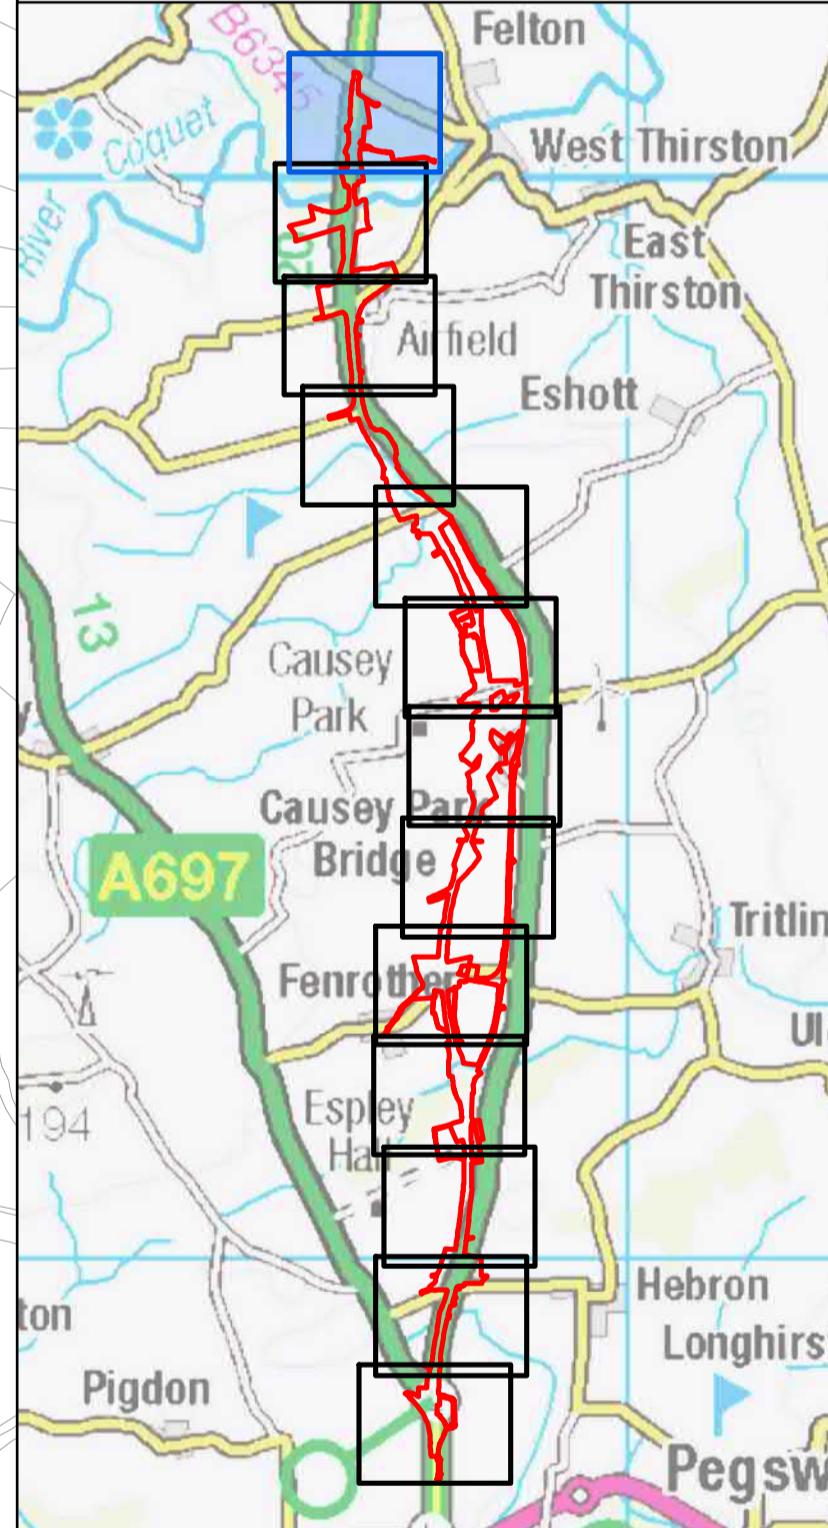 Felton
B6345
Coquet
West Thirston
River
East
Thirston
Airfield
Eshott
13
Causey
Park
Causey Park
Bridge
A697
Tritlin
Fenrother
Ul
Espley
Hall
194
Hebron
ton
Longhirs
Pigdon
Pegsw